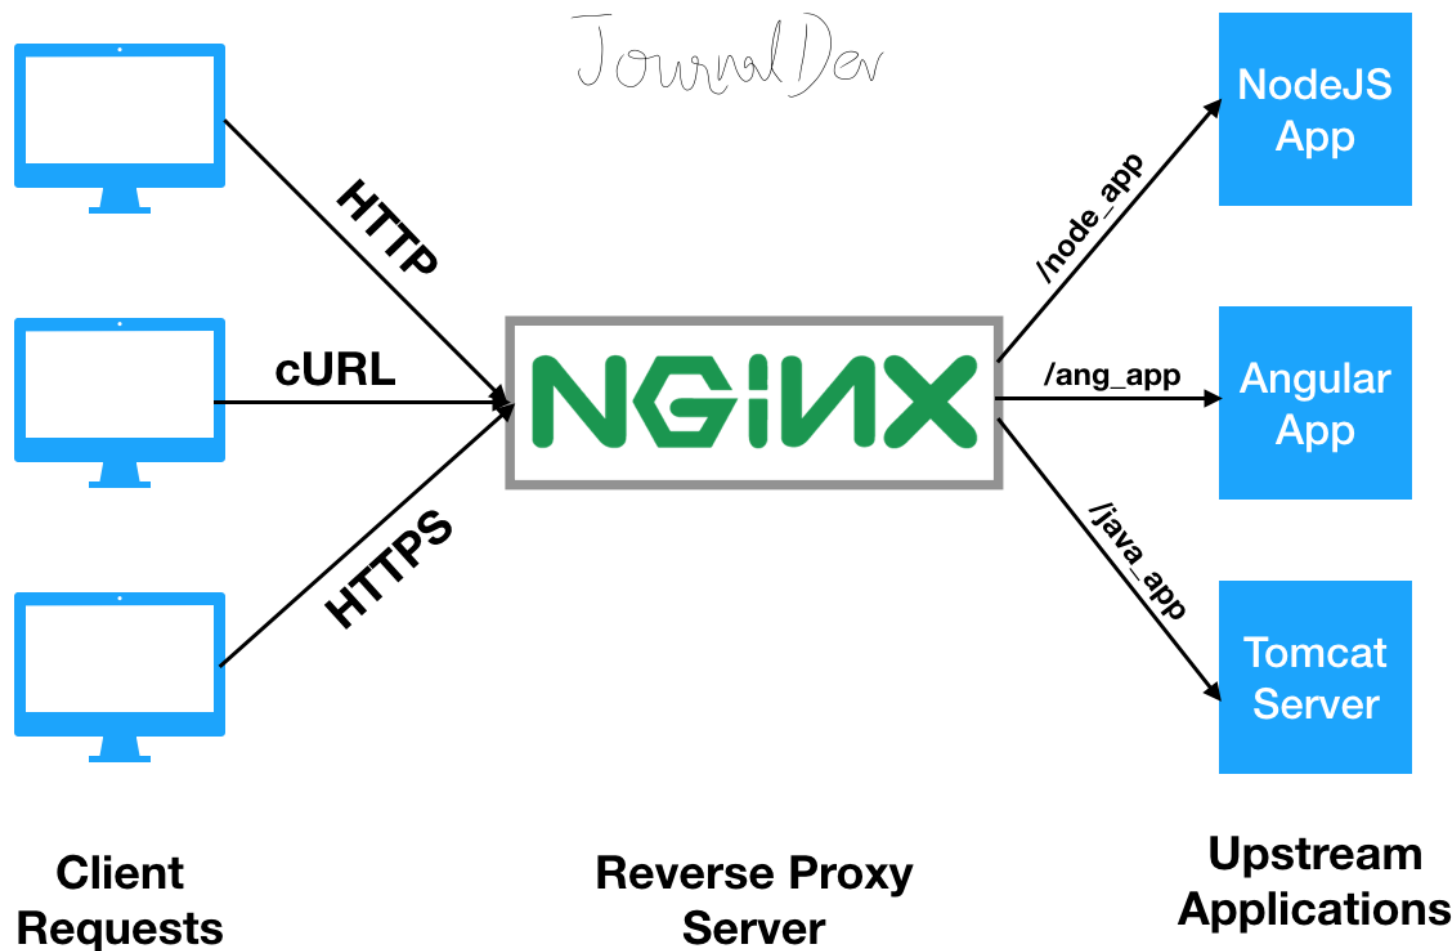 JournalDev
HTTP
cURL
HTTPS
NGiNX
/node_app
/ang_app
/java_app
NodeJS
App
Angular
App
Tomcat
Server
Client
Requests
Reverse Proxy
Server
Upstream
Applications